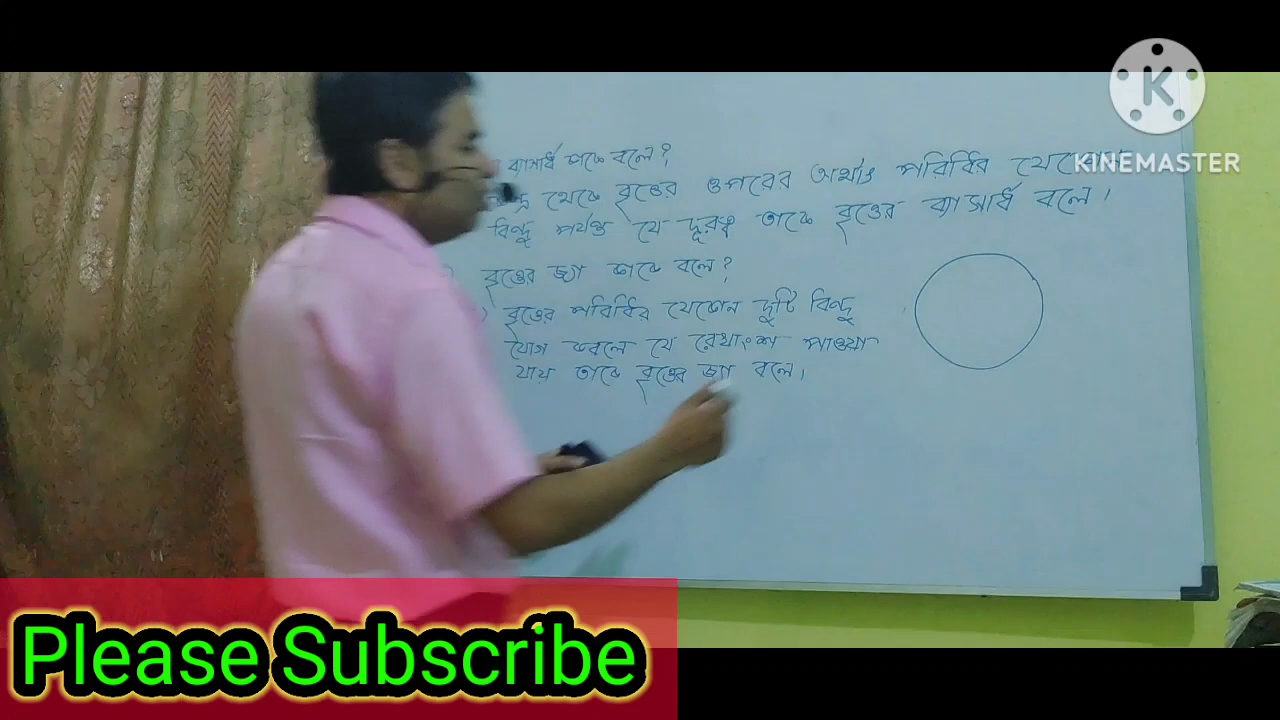 ব্যাসার্ধ কাকে বলে?
থেকে বৃত্তের ওপরের অর্থাৎ পরিধির যেকোন
বিন্দু পর্যন্ত যে দূরত্ব তাকে বৃত্তের ব্যাসার্ধ বলে।
বৃত্তের জ্যা কাকে বলে?
) বৃত্তের পরিধির যেকোন দুটি বিন্দু
যোগ করলে যে রেখাংশ পাওয়া
যায় তাকে বৃত্তের জ্যা বলে।
K
KINEMASTER
Please Subscribe